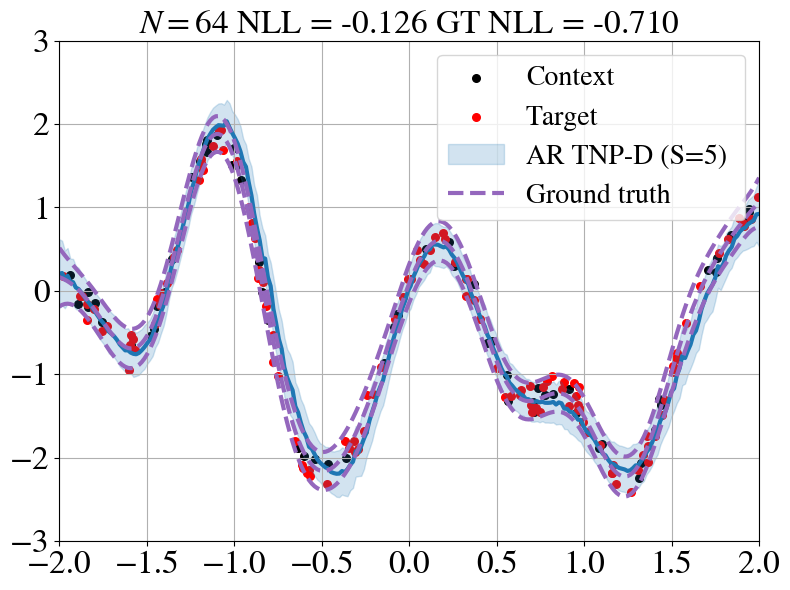 N = 64 NLL = -0.126 GT NLL = -0.710
Context
Target
AR TNP-D (S=5)
Ground truth
3
2
1
0
−1
−2
−3
−2.0 −1.5 −1.0 −0.5 0.0 0.5 1.0 1.5 2.0